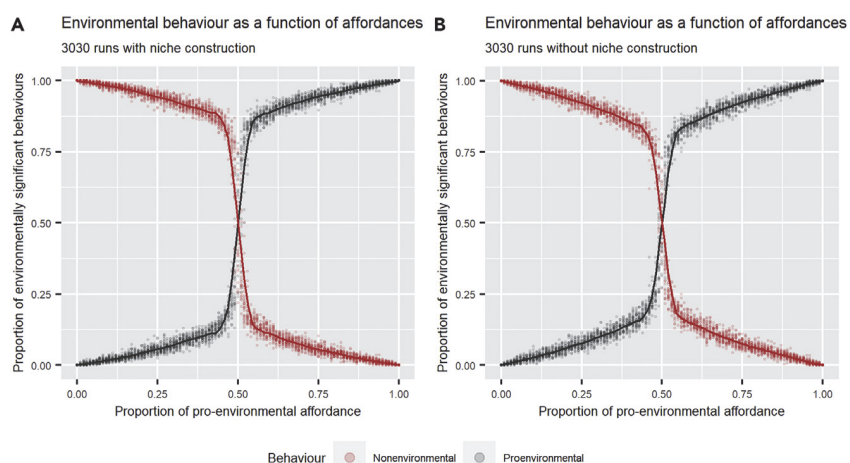 A
Environmental behaviour as a function of affordances
3030 runs with niche construction
Proportion of environmentally significant behaviours
1.00
0.75
0.50
0.25
0.00
0.00 0.25 0.50 0.75 1.00
Proportion of pro-environmental affordance
B
Environmental behaviour as a function of affordances
3030 runs without niche construction
Proportion of environmentally significant behaviours
1.00
0.75
0.50
0.25
0.00
0.00 0.25 0.50 0.75 1.00
Proportion of pro-environmental affordance
Behaviour Nonenvironmental Proenvironmental